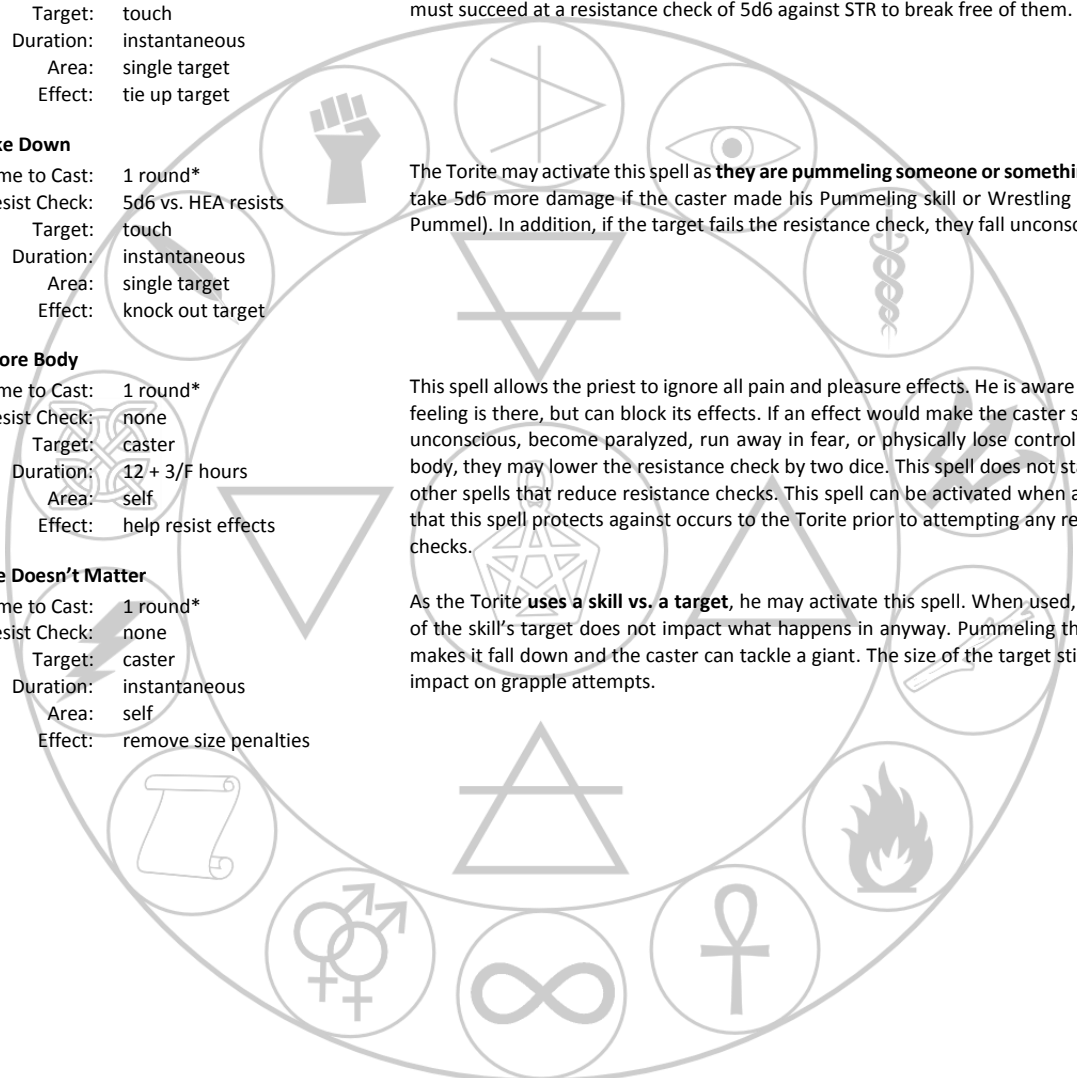 Target: touch
Duration: instantaneous
Area: single target
Effect: tie up target
must succeed at a resistance check of 5d6 against STR to break free of them.
ke Down
me to Cast: 1 round*
esist Check: 5d6 vs. HEA resists
Target: touch
Duration: instantaneous
Area: single target
Effect: knock out target
The Torite may activate this spell as they are pummeling someone or somethi
take 5d6 more damage if the caster made his Pummeling skill or Wrestling
Pummel). In addition, if the target fails the resistance check, they fall unconsc
ore Body
me to Cast: 1 round*
esist Check: none
Target: caster
Duration: 12 + 3/F hours
Area: self
Effect: help resist effects
This spell allows the priest to ignore all pain and pleasure effects. He is aware
feeling is there, but can block its effects. If an effect would make the caster s
unconscious, become paralyzed, run away in fear, or physically lose control
body, they may lower the resistance check by two dice. This spell does not sta
other spells that reduce resistance checks. This spell can be activated when a
that this spell protects against occurs to the Torite prior to attempting any re
checks.
e Doesn't Matter
me to Cast: 1 round*
esist Check: none
Target: caster
Duration: instantaneous
Area: self
Effect: remove size penalties
As the Torite uses a skill vs. a target, he may activate this spell. When used,
of the skill's target does not impact what happens in anyway. Pummeling th
makes it fall down and the caster can tackle a giant. The size of the target sti
impact on grapple attempts.